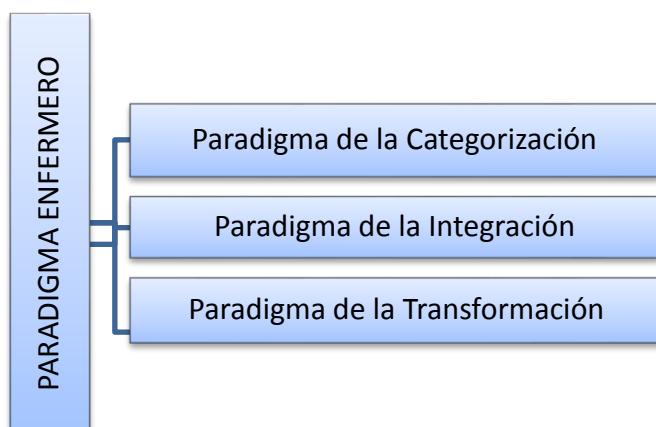 PARADIGMA ENFERMERO
Paradigma de la Categorización
Paradigma de la Integración
Paradigma de la Transformación